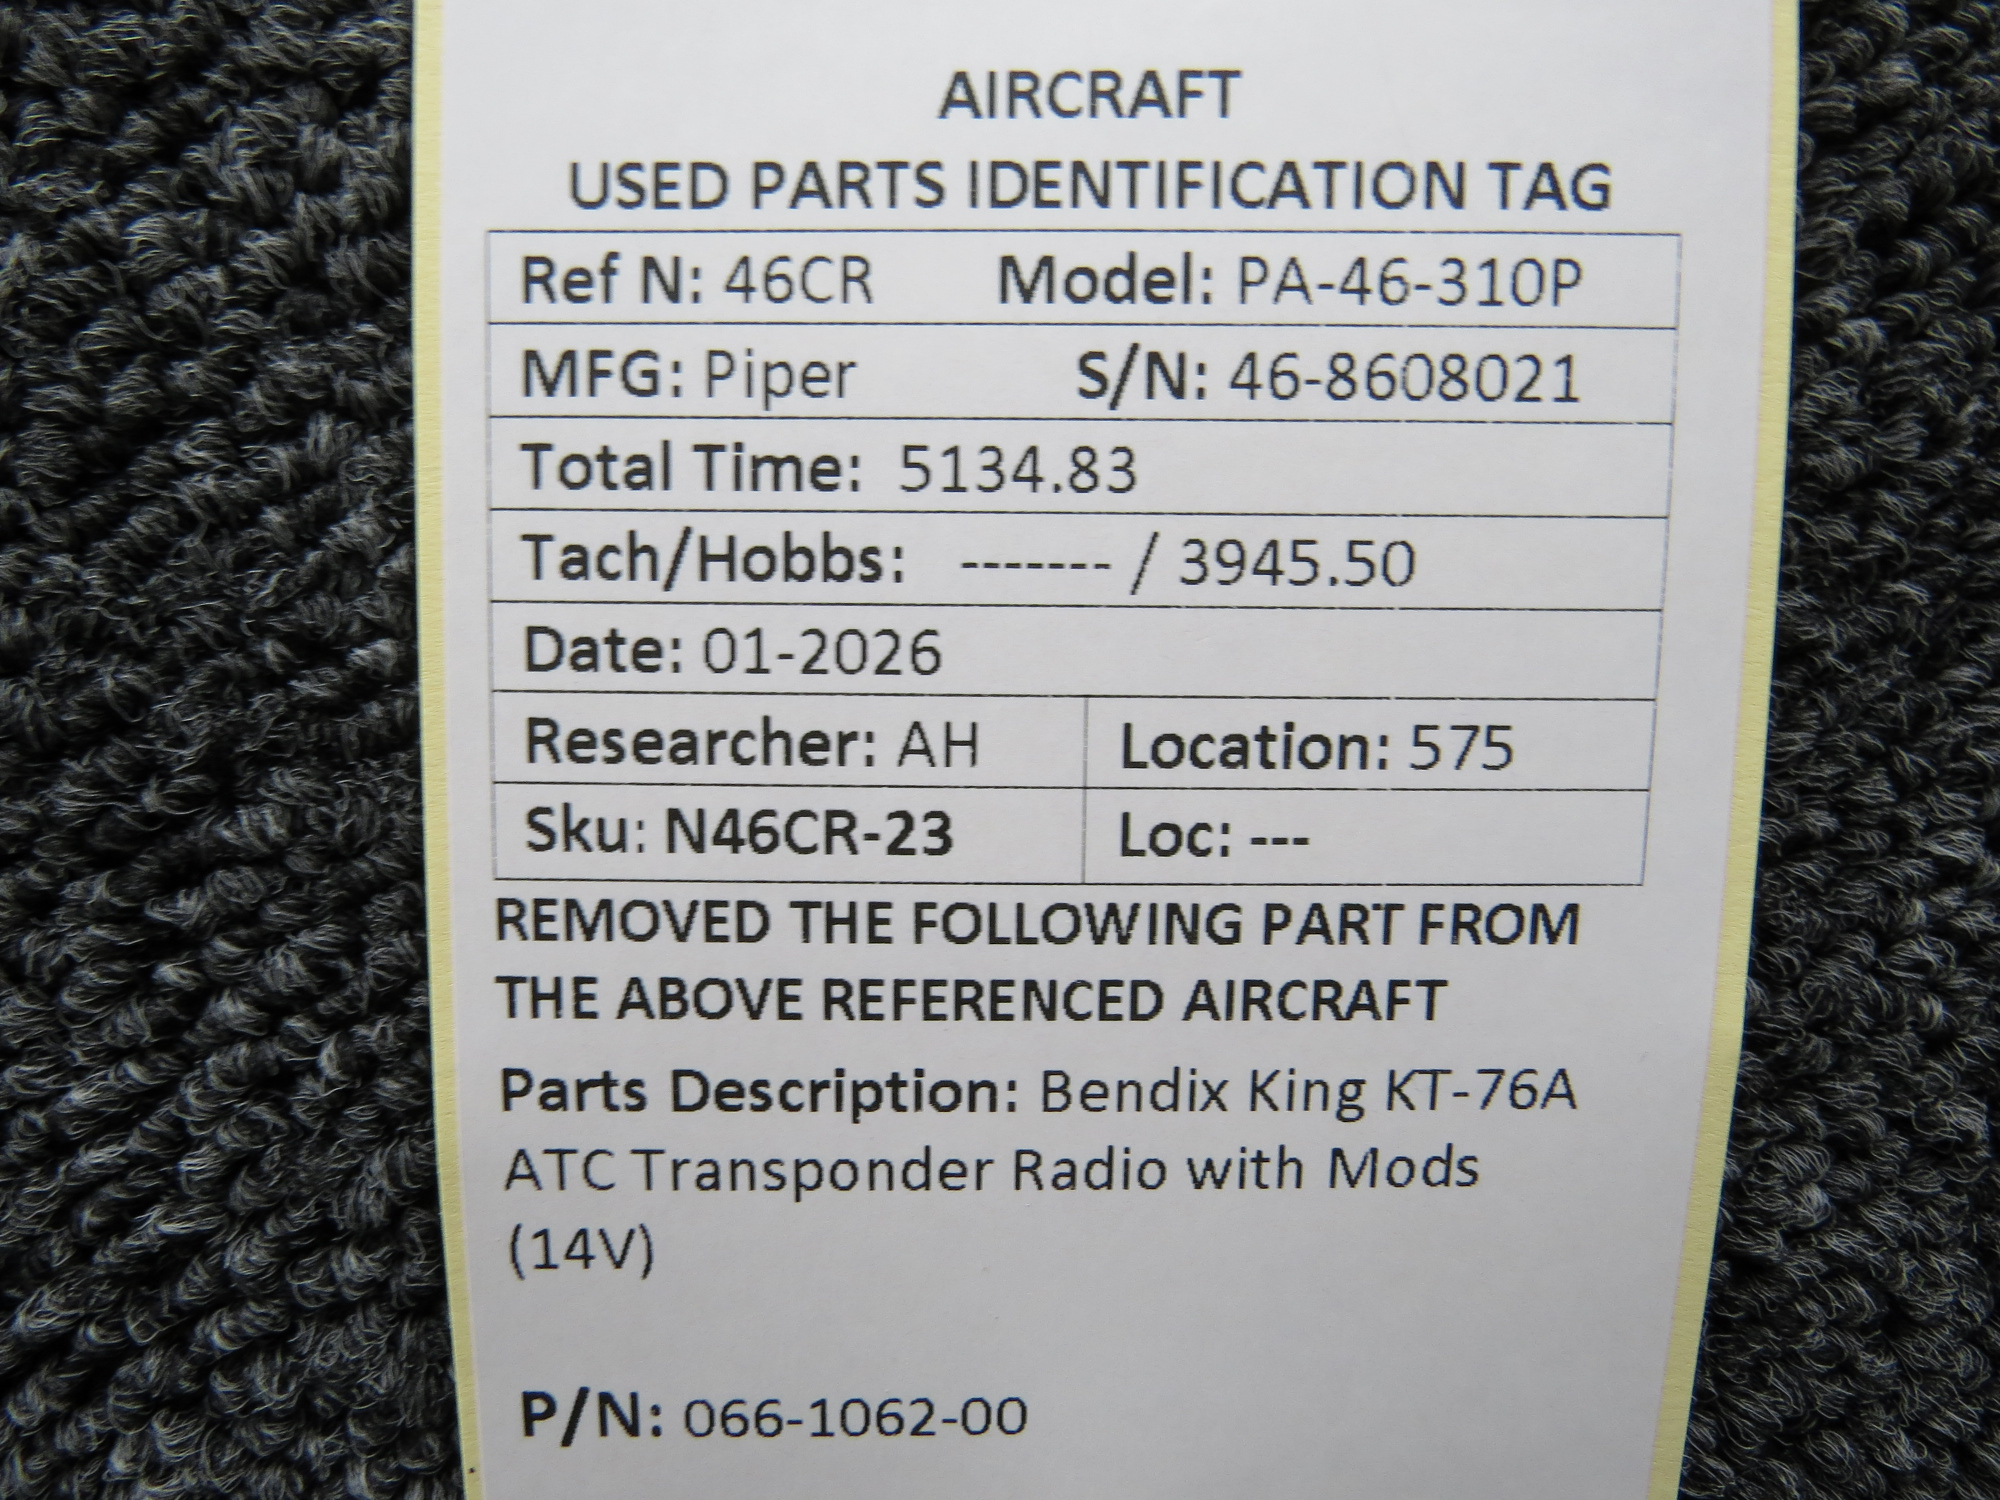 AIRCRAFT
USED PARTS IDENTIFICATION TAG
Ref N: 46CR Model: PA-46-310P
MFG: Piper S/N: 46-8608021
Total Time: 5134.83
Tach/Hobbs: ------- / 3945.50
Date: 01-2026
Researcher: AH Location: 575
Sku: N46CR-23 Loc: ---
REMOVED THE FOLLOWING PART FROM
THE ABOVE REFERENCED AIRCRAFT
Parts Description: Bendix King KT-76A
ATC Transponder Radio with Mods
(14V)
P/N: 066-1062-00